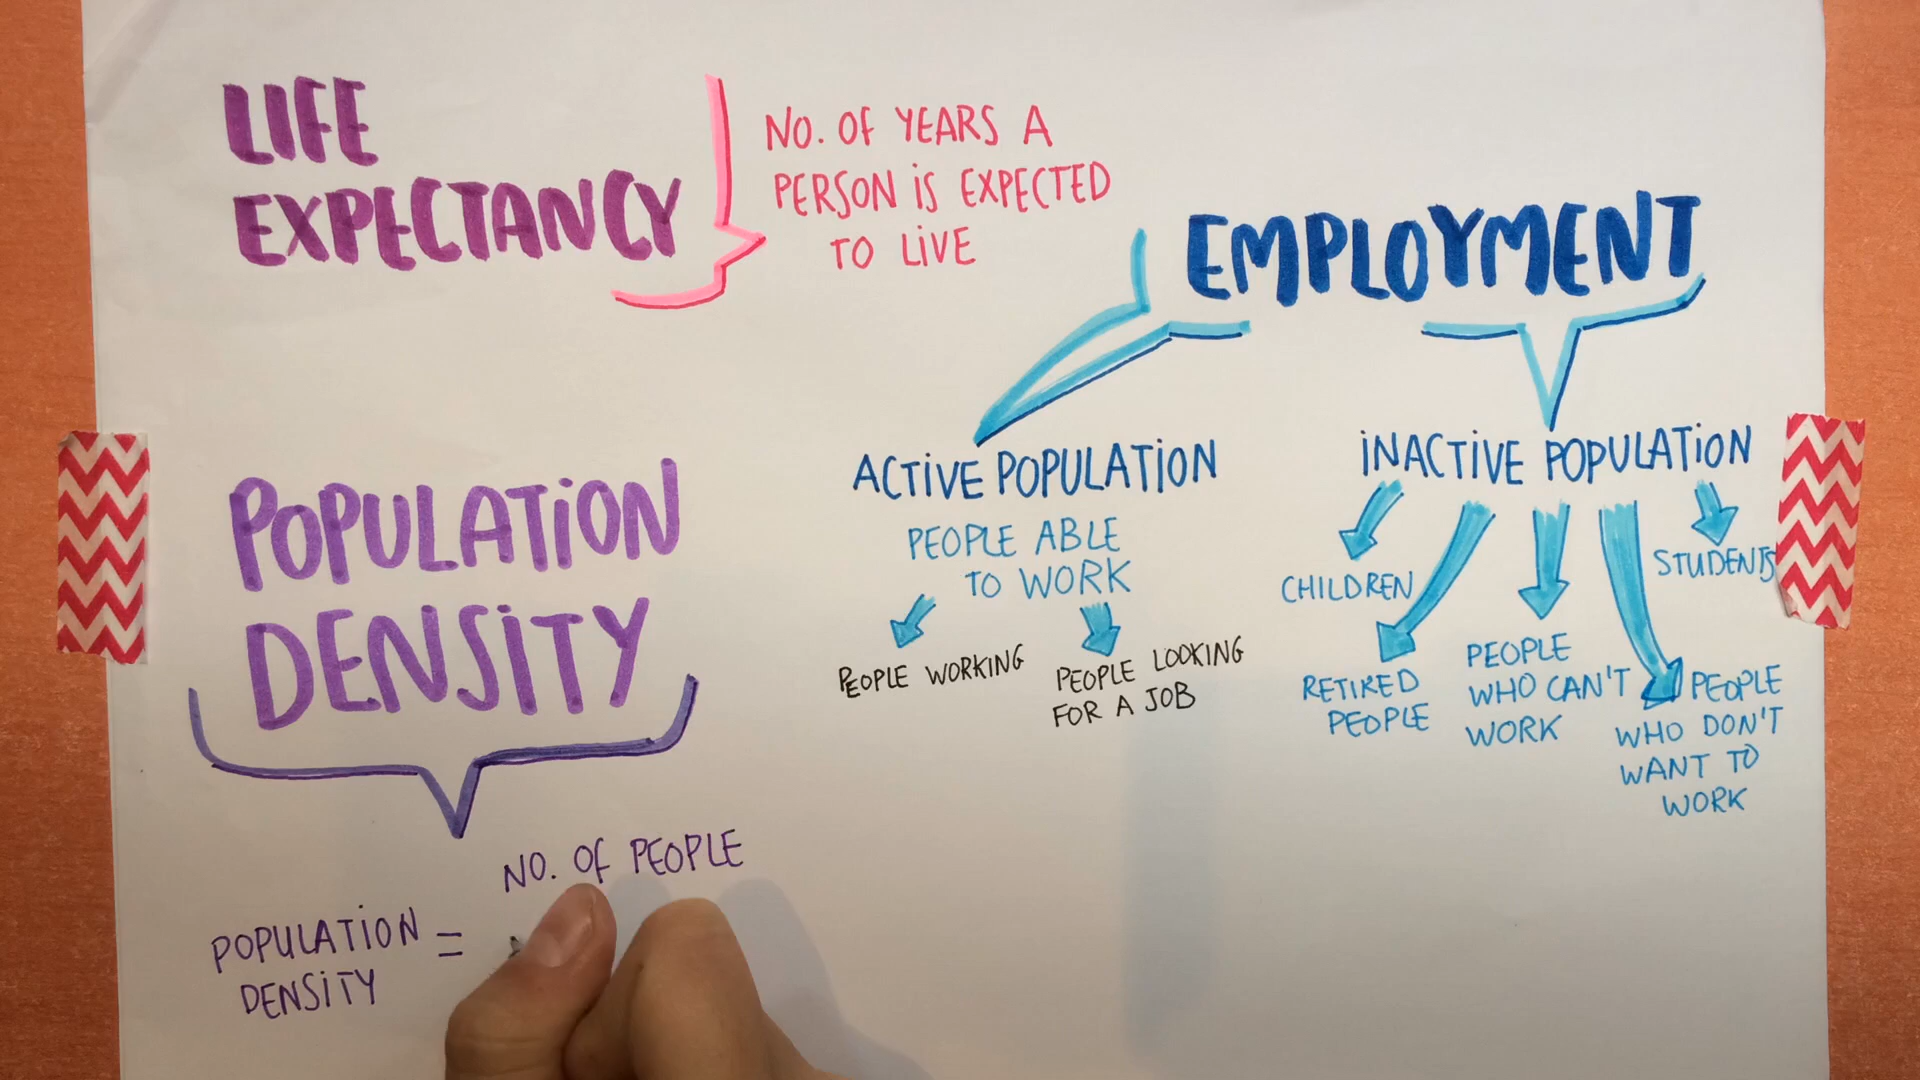 LIFE
EXPECTANCY
NO. OF YEARS A
PERSON IS EXPECTED
TO LIVE
EMPLOYMENT
ACTIVE POPULATION
PEOPLE ABLE
TO WORK
PEOPLE WORKING
PEOPLE LOOKING
FOR A JOB
INACTIVE POPULATION
CHILDREN
RETIRED
PEOPLE
PEOPLE
WHO CAN'T
WORK
PEOPLE
WHO DON'T
WANT TO
WORK
STUDENTS
POPULATION
DENSITY
POPULATION
DENSITY
=
NO. OF PEOPLE